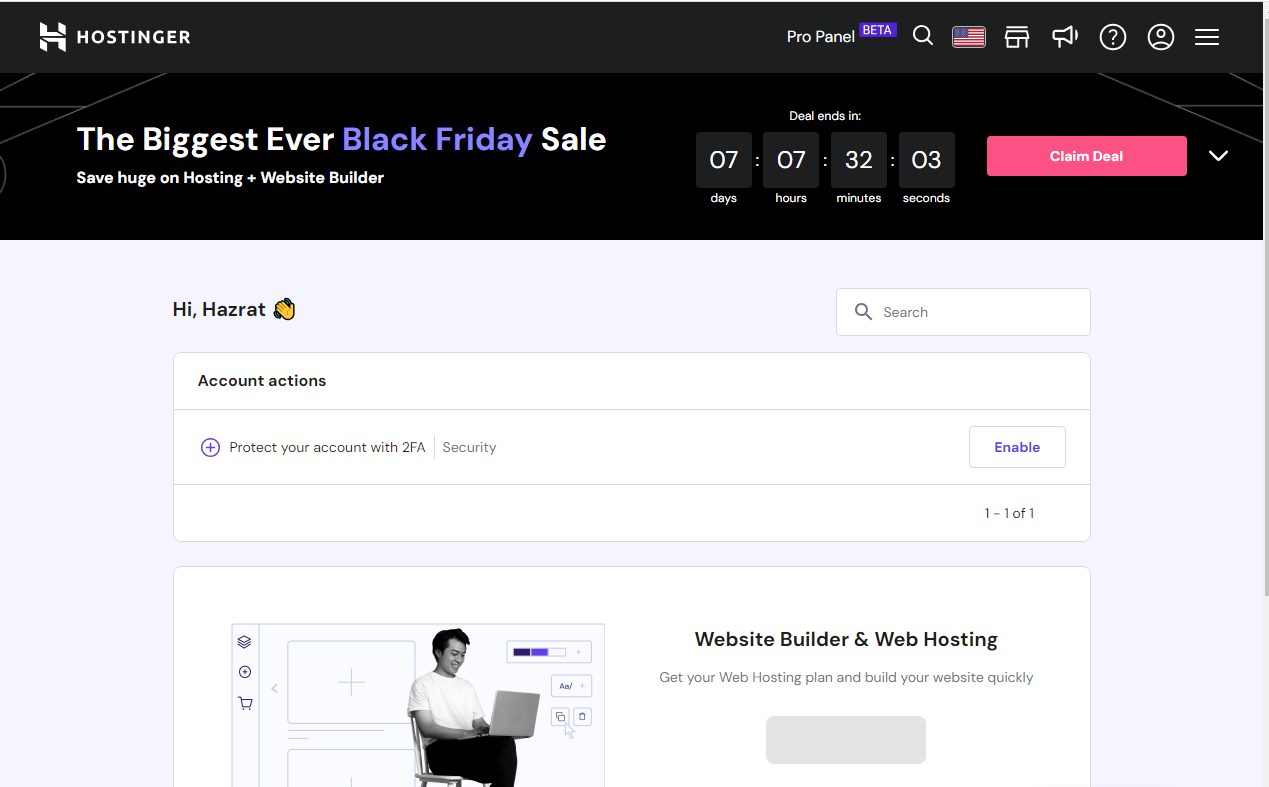 HOSTINGER
Pro Panel BETA
The Biggest Ever Black Friday Sale
Save huge on Hosting + Website Builder
Deal ends in:
07 : 07 : 32 : 03
days hours minutes seconds
Claim Deal
Hi, Hazrat 👋
Search
Account actions
Protect your account with 2FA Security
Enable
1 - 1 of 1
Aa/
Website Builder & Web Hosting
Get your Web Hosting plan and build your website quickly